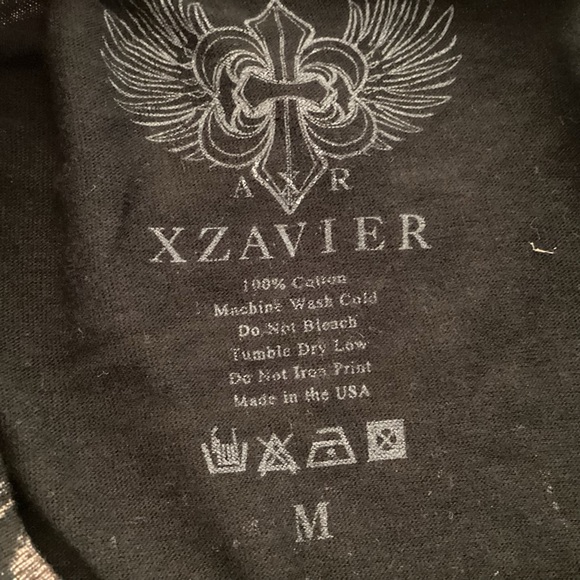 A X R
XZAVIER
100% Cotton
Machine Wash Cold
Do Not Bleach
Tumble Dry Low
Do Not Iron Print
Made in the USA
M